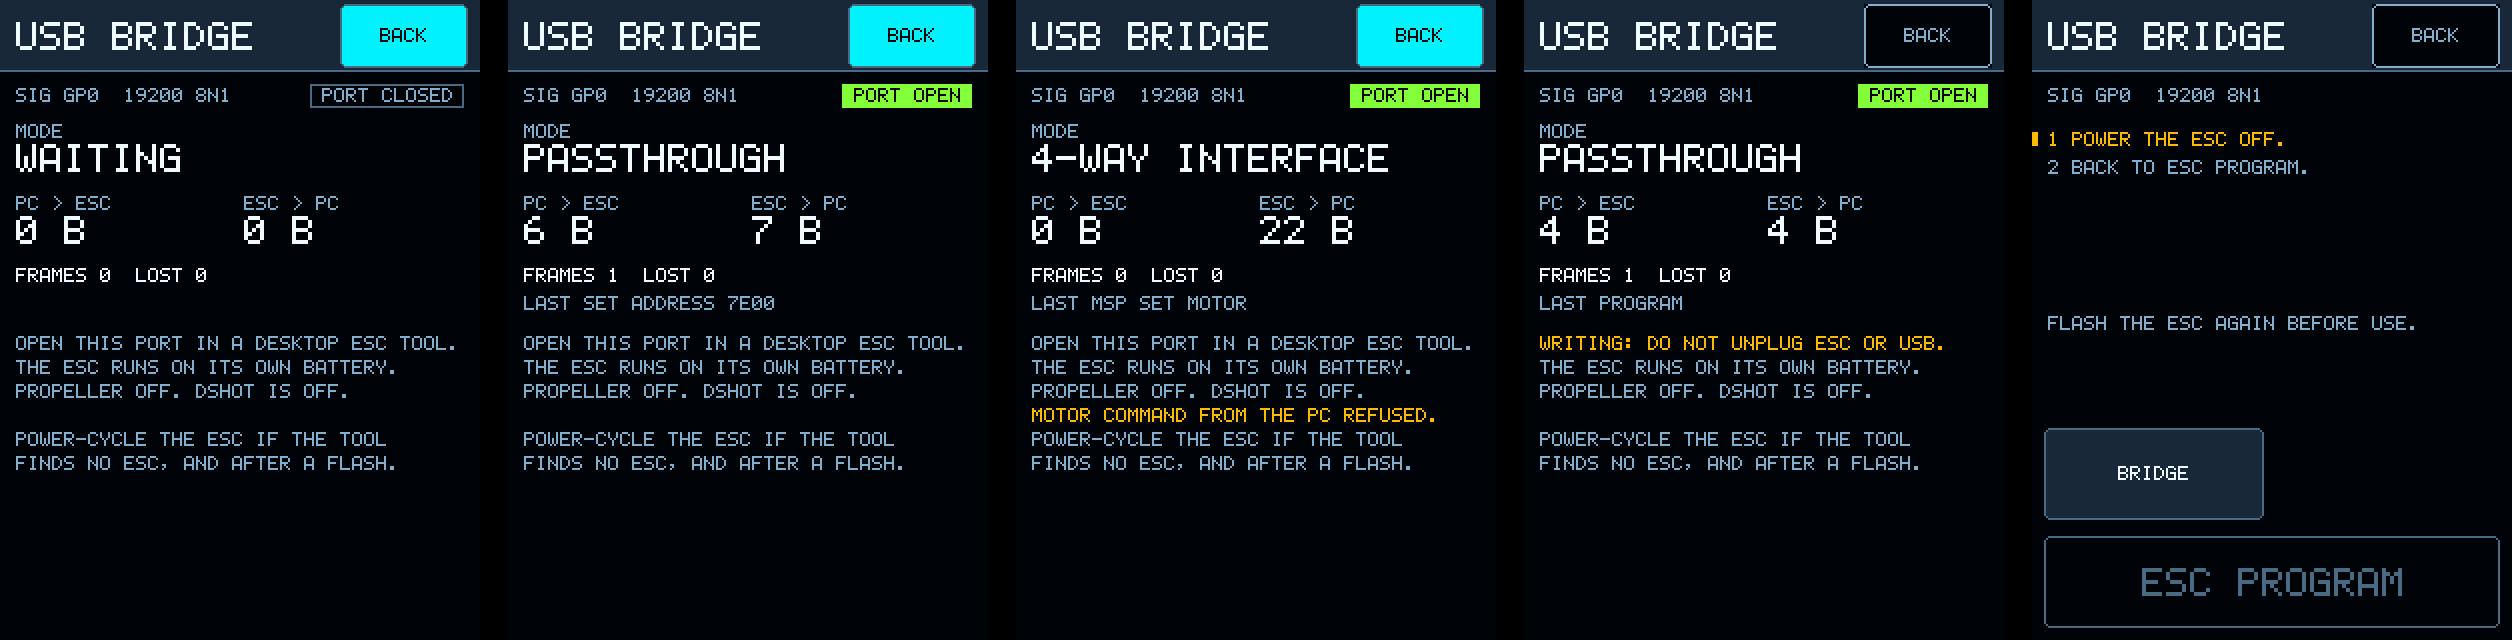 USB BRIDGE BACK
SIG GP0 19200 8N1 PORT CLOSED
MODE
WAITING
PC > ESC ESC > PC
0 B 0 B
FRAMES 0 LOST 0
OPEN THIS PORT IN A DESKTOP ESC TOOL.
THE ESC RUNS ON ITS OWN BATTERY.
PROPELLER OFF. DSHOT IS OFF.
POWER-CYCLE THE ESC IF THE TOOL
FINDS NO ESC, AND AFTER A FLASH.
USB BRIDGE BACK
SIG GP0 19200 8N1 PORT OPEN
MODE
PASSTHROUGH
PC > ESC ESC > PC
6 B 7 B
FRAMES 1 LOST 0
LAST SET ADDRESS 7E00
OPEN THIS PORT IN A DESKTOP ESC TOOL.
THE ESC RUNS ON ITS OWN BATTERY.
PROPELLER OFF. DSHOT IS OFF.
POWER-CYCLE THE ESC IF THE TOOL
FINDS NO ESC, AND AFTER A FLASH.
USB BRIDGE BACK
SIG GP0 19200 8N1 PORT OPEN
MODE
4-WAY INTERFACE
PC > ESC ESC > PC
0 B 22 B
FRAMES 0 LOST 0
LAST MSP SET MOTOR
OPEN THIS PORT IN A DESKTOP ESC TOOL.
THE ESC RUNS ON ITS OWN BATTERY.
PROPELLER OFF. DSHOT IS OFF.
MOTOR COMMAND FROM THE PC REFUSED.
POWER-CYCLE THE ESC IF THE TOOL
FINDS NO ESC, AND AFTER A FLASH.
USB BRIDGE BACK
SIG GP0 19200 8N1 PORT OPEN
MODE
PASSTHROUGH
PC > ESC ESC > PC
4 B 4 B
FRAMES 1 LOST 0
LAST PROGRAM
WRITING: DO NOT UNPLUG ESC OR USB.
THE ESC RUNS ON ITS OWN BATTERY.
PROPELLER OFF. DSHOT IS OFF.
POWER-CYCLE THE ESC IF THE TOOL
FINDS NO ESC, AND AFTER A FLASH.
USB BRIDGE BACK
SIG GP0 19200 8N1
1 POWER THE ESC OFF.
2 BACK TO ESC PROGRAM.
FLASH THE ESC AGAIN BEFORE USE.
BRIDGE
ESC PROGRAM